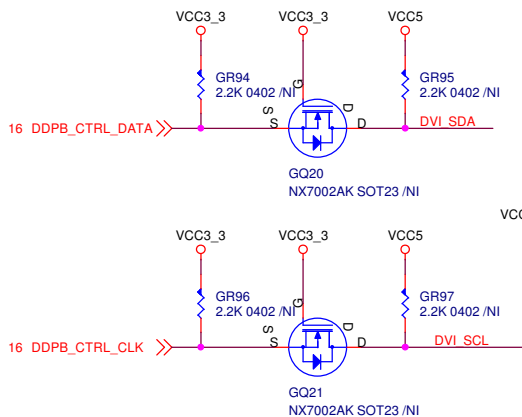 VCC3_3 VCC3_3 VCC5
GR94 GR95
2.2K 0402 /NI 2.2K 0402 /NI
G
S D
16 DDPB_CTRL_DATA S D DVI_SDA
GQ20
NX7002AK SOT23 /NI
VCC
VCC3_3 VCC3_3 VCC5
GR96 GR97
2.2K 0402 /NI 2.2K 0402 /NI
G
S D
16 DDPB_CTRL_CLK S D DVI_SCL
GQ21
NX7002AK SOT23 /NI